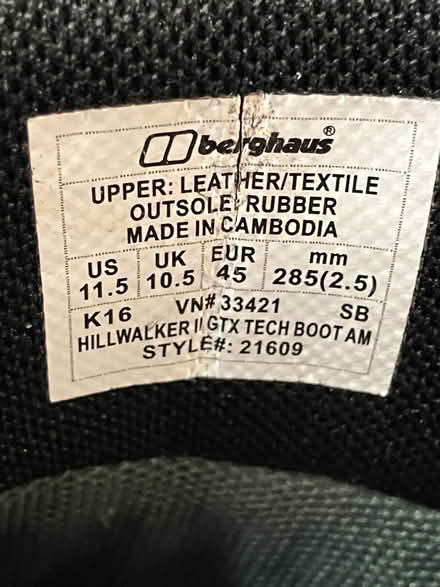 berghaus®
UPPER: LEATHER/TEXTILE
OUTSOLE: RUBBER
MADE IN CAMBODIA
US UK EUR mm
11.5 10.5 45 285(2.5)
K16 VN# 33421 SB
HILLWALKER II GTX TECH BOOT AM
STYLE#: 21609